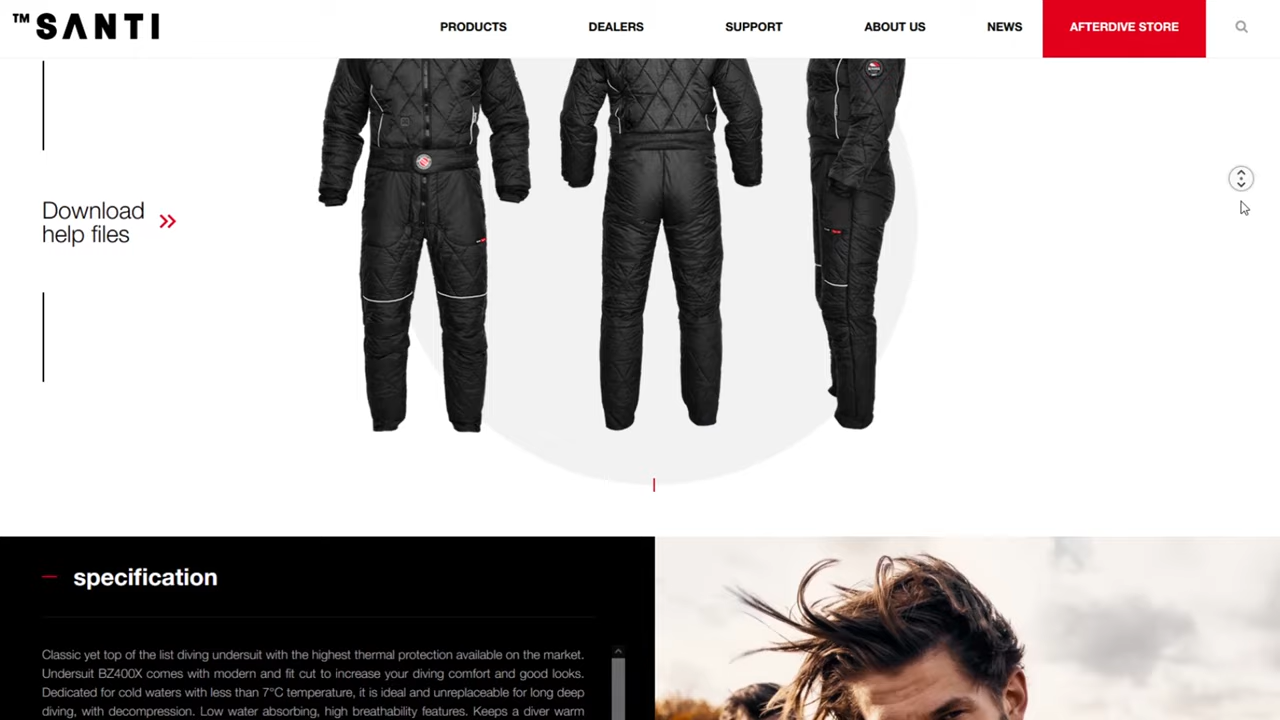 ™ SANTI
PRODUCTS
DEALERS
SUPPORT
ABOUT US
NEWS
AFTERDIVE STORE
Download
help files
specification
Classic yet top of the list diving undersuit with the highest thermal protection available on the market.
Undersuit BZ400X comes with modern and fit cut to increase your diving comfort and good looks.
Dedicated for cold waters with less than 7°C temperature, it is ideal and unreplaceable for long deep
diving, with decompression. Low water absorbing, high breathability features. Keeps a diver warm